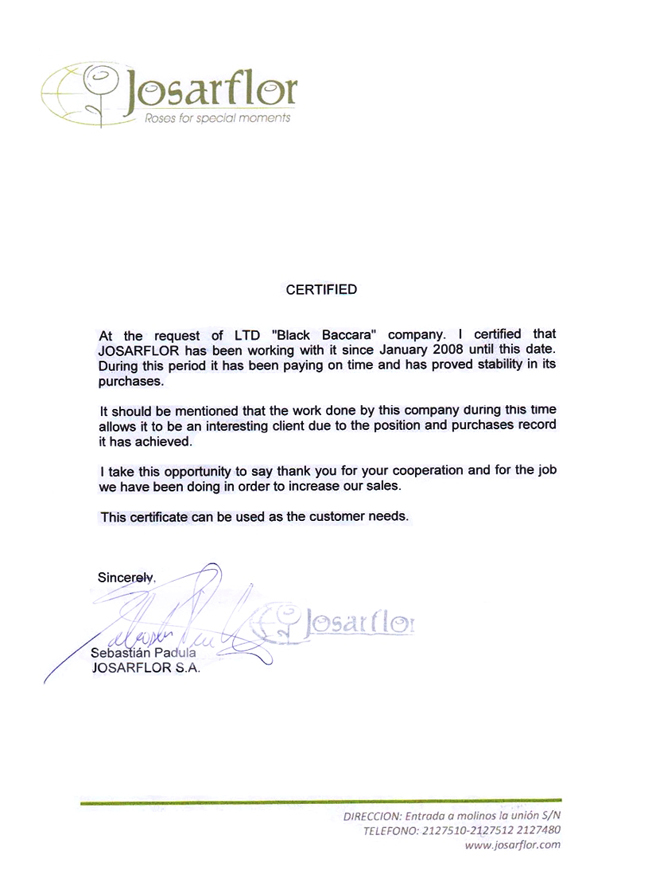 Josarflor
Roses for special moments
CERTIFIED
At the request of LTD "Black Baccara" company. I certified that
JOSARFLOR has been working with it since January 2008 until this date.
During this period it has been paying on time and has proved stability in its
purchases.
It should be mentioned that the work done by this company during this time
allows it to be an interesting client due to the position and purchases record
it has achieved.
I take this opportunity to say thank you for your cooperation and for the job
we have been doing in order to increase our sales.
This certificate can be used as the customer needs.
Sincerely,
Josarflor
Sebastián Padula
JOSARFLOR S.A.
DIRECCION: Entrada a molinos la unión S/N
TELEFONO: 2127510-2127512 2127480
www.josarflor.com